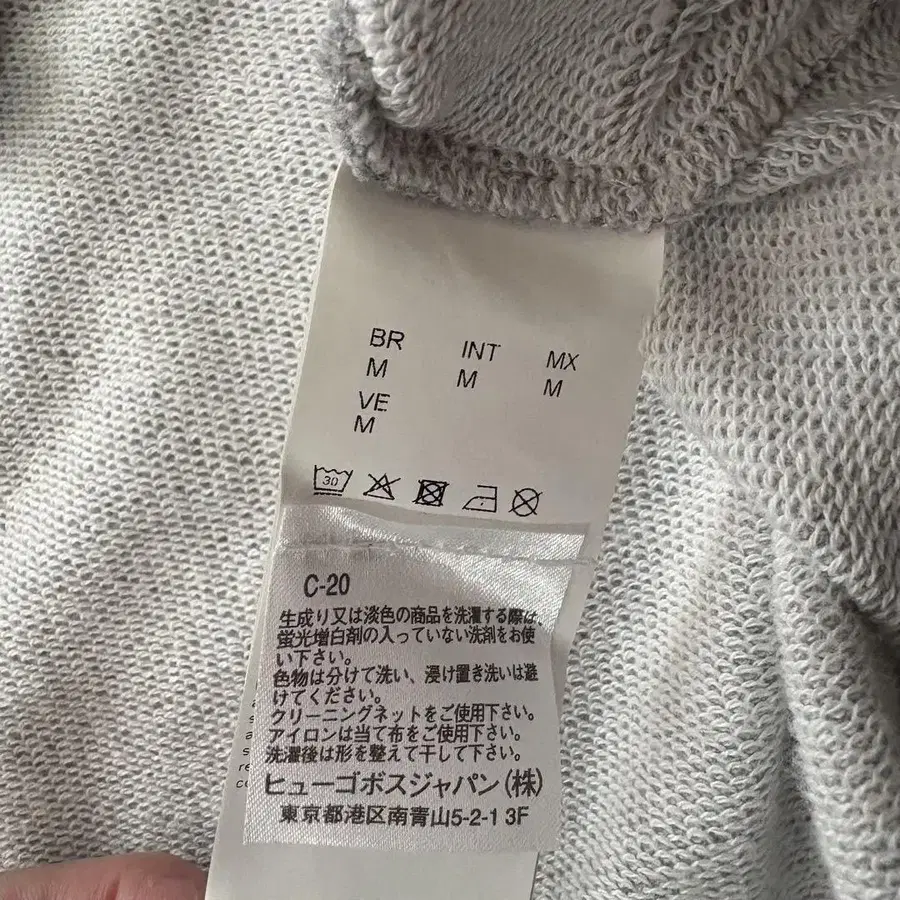 BR INT MX
M M M
VE
M
30
C-20
生成り又は淡色の商品を洗濯する際は
蛍光増白剤の入っていない洗剤をお使
い下さい。
色物は分けて洗い、浸け置き洗いは避
けてください。
クリーニングネットをご使用下さい。
アイロンは当て布をご使用下さい。
洗濯後は形を整えて干して下さい。
ヒューゴボスジャパン(株)
東京都港区南青山5-2-1 3F